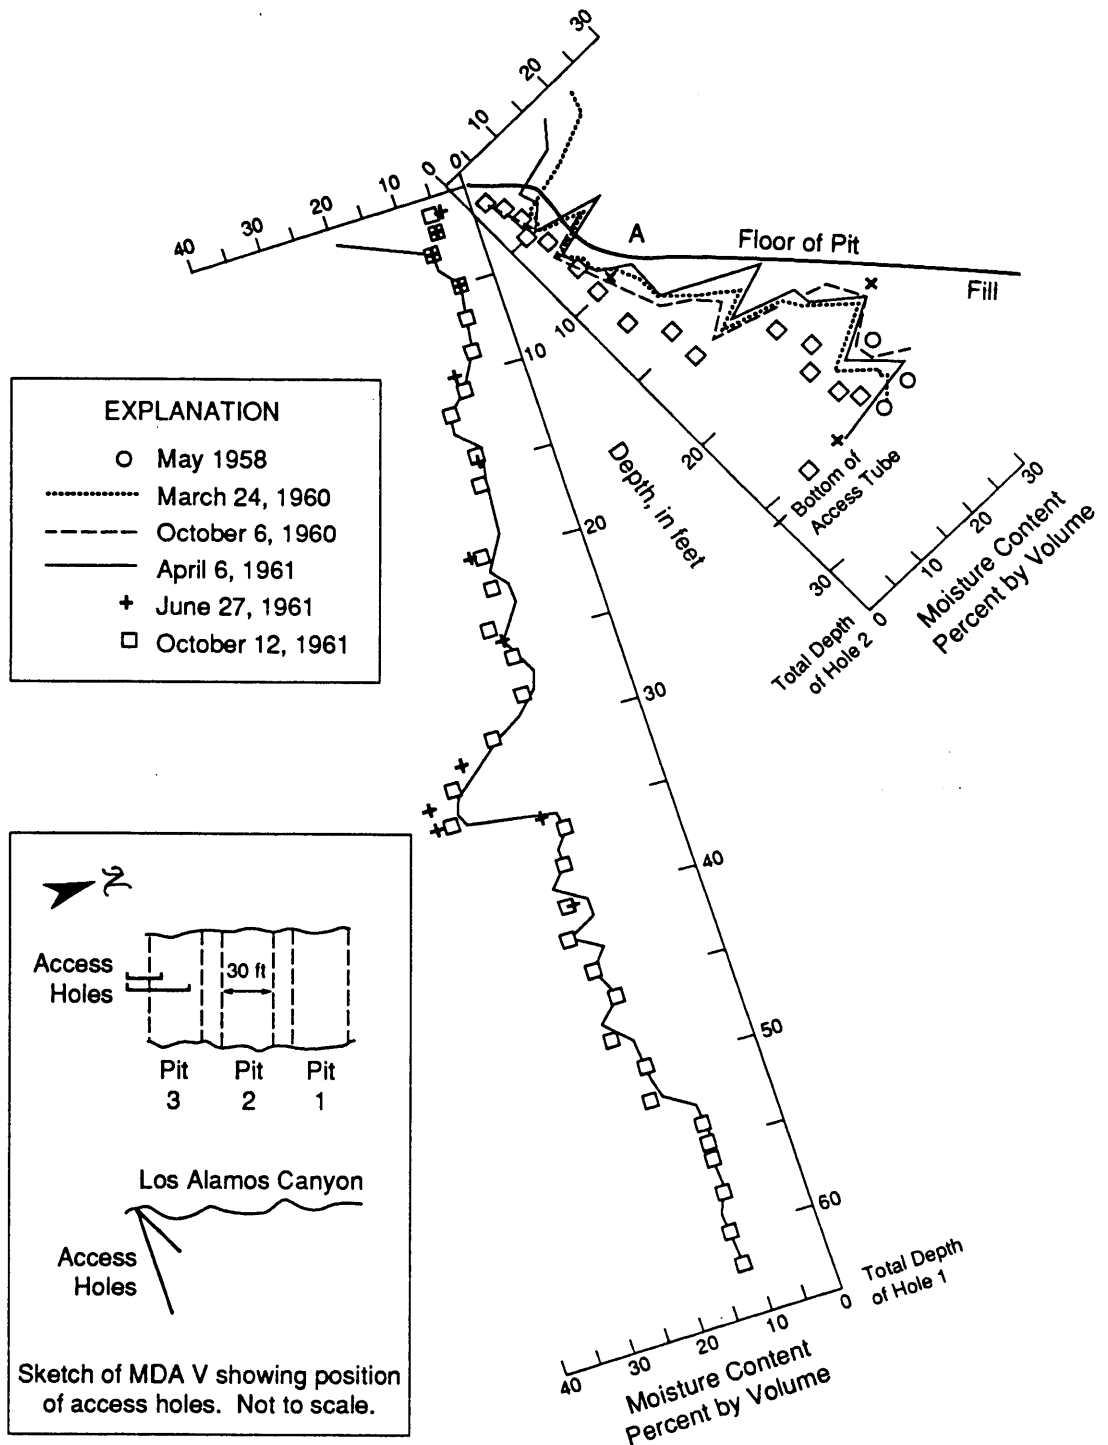 30
20
10
0
0
10
20
30
40
A
Floor of Pit
Fill
10
10
20
20
30
30
40
50
60
Depth, in feet
Bottom of
Access Tube
Total Depth
of Hole 2
0
10
20
30
Moisture Content
Percent by Volume
EXPLANATION
May 1958
March 24, 1960
October 6, 1960
April 6, 1961
June 27, 1961
October 12, 1961
N
Access
Holes
30 ft
Pit
3
Pit
2
Pit
1
Los Alamos Canyon
Access
Holes
Sketch of MDA V showing position
of access holes. Not to scale.
Total Depth
of Hole 1
0
10
20
30
40
Moisture Content
Percent by Volume